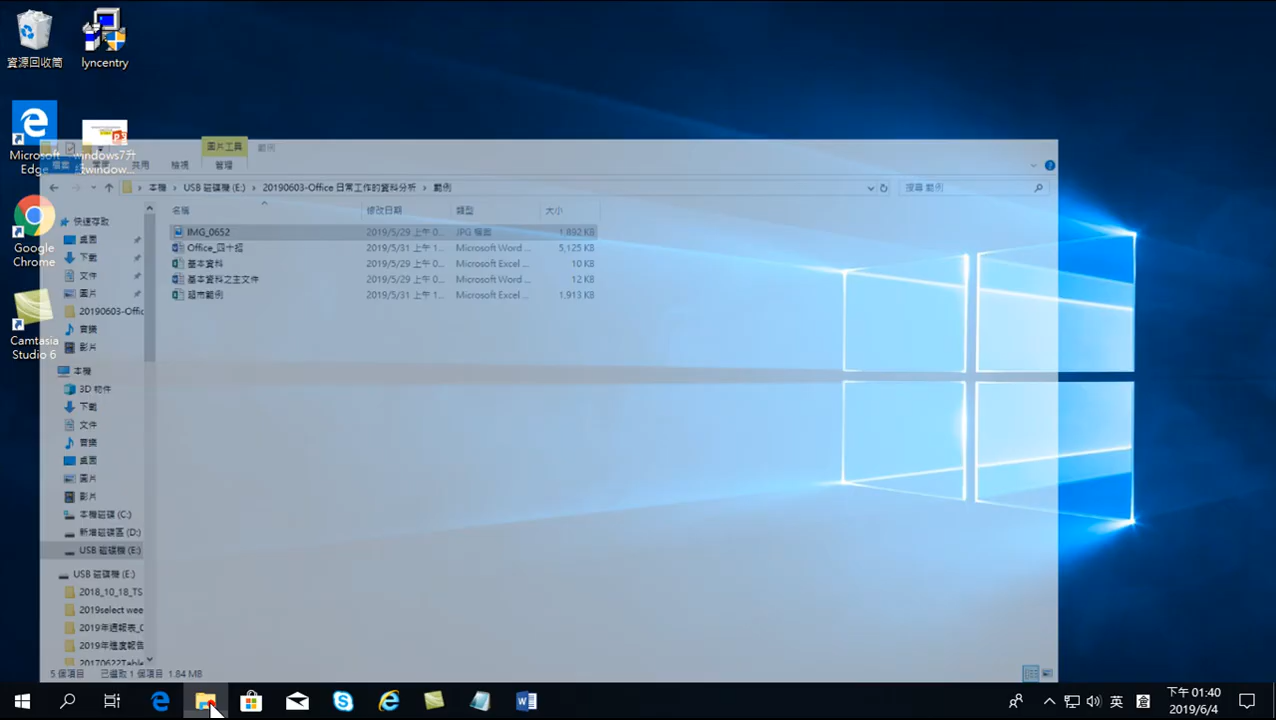 資源回收筒
lyncentry
Microsoft Edge
windows7升
級window...
Google Chrome
Camtasia Studio 6
圖片工具
範例
檔案
共用
檢視
管理
本機 › USB 磁碟機 (E:) › 20190603-Office 日常工作的資料分析 › 範例
搜尋 範例
名稱 修改日期 類型 大小
IMG_0652 2019/5/29 上午 0... JPG 檔案 1,892 KB
Office_四十招 2019/5/31 上午 1... Microsoft Word ... 5,125 KB
基本資料 2019/5/29 上午 0... Microsoft Excel ... 10 KB
基本資料之主文件 2019/5/29 上午 0... Microsoft Word ... 12 KB
超市範例 2019/5/31 上午 1... Microsoft Excel ... 1,913 KB
快速存取
桌面
下載
文件
圖片
20190603-Offic
音樂
影片
本機
3D 物件
下載
文件
音樂
桌面
圖片
影片
本機磁碟 (C:)
新增磁碟區 (D:)
USB 磁碟機 (E:)
USB 磁碟機 (E:)
2018_10_18_TS
2019select wee
2019年週報表_C
2019年進度報告
20170622Table
5 個項目 已選取 1 個項目 1.84 MB
英
倉
下午 01:40
2019/6/4